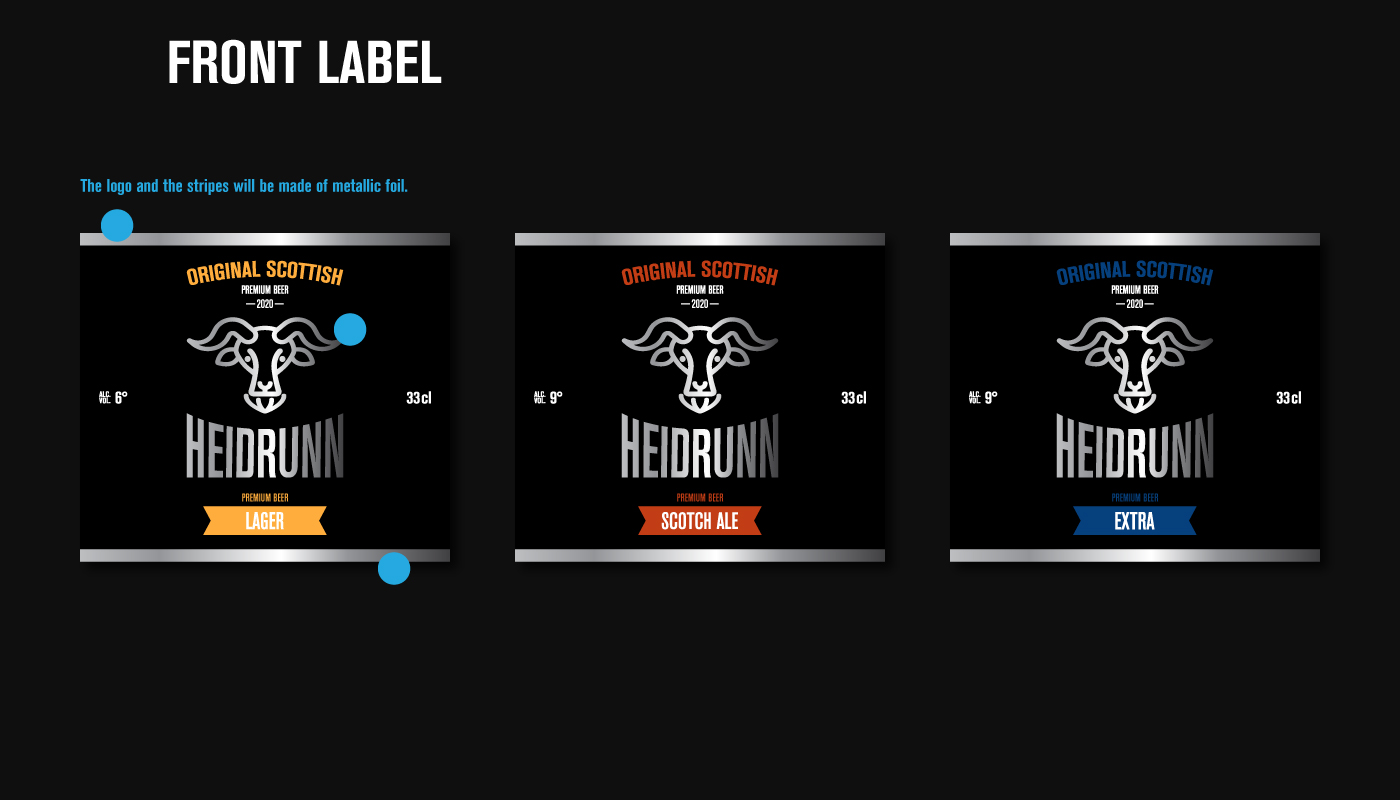 FRONT LABEL
The logo and the stripes will be made of metallic foil.
ORIGINAL SCOTTISH
PREMIUM BEER
— 2020 —
ALC. VOL. 6°
33cl
HEIDRUNN
PREMIUM BEER
LAGER
ORIGINAL SCOTTISH
PREMIUM BEER
— 2020 —
ALC. VOL. 9°
33cl
HEIDRUNN
PREMIUM BEER
SCOTCH ALE
ORIGINAL SCOTTISH
PREMIUM BEER
— 2020 —
ALC. VOL. 9°
33cl
HEIDRUNN
PREMIUM BEER
EXTRA